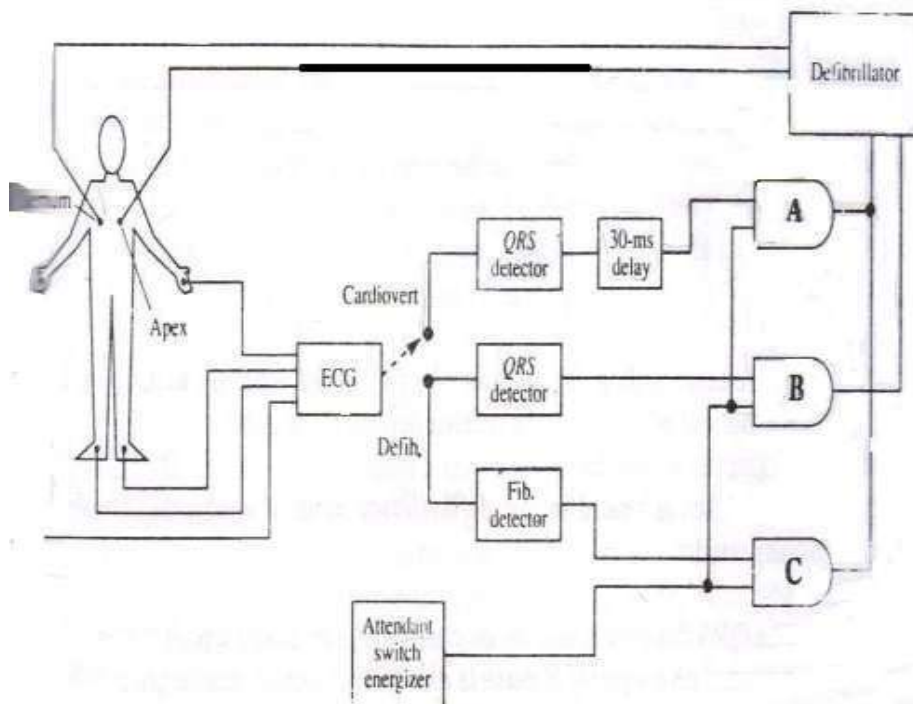 Defibrillator
A
QRS
detector
30-ms
delay
Cardiovert
Apex
ECG
QRS
detector
B
Defib.
Fib.
detector
C
Attendant
switch
energizer